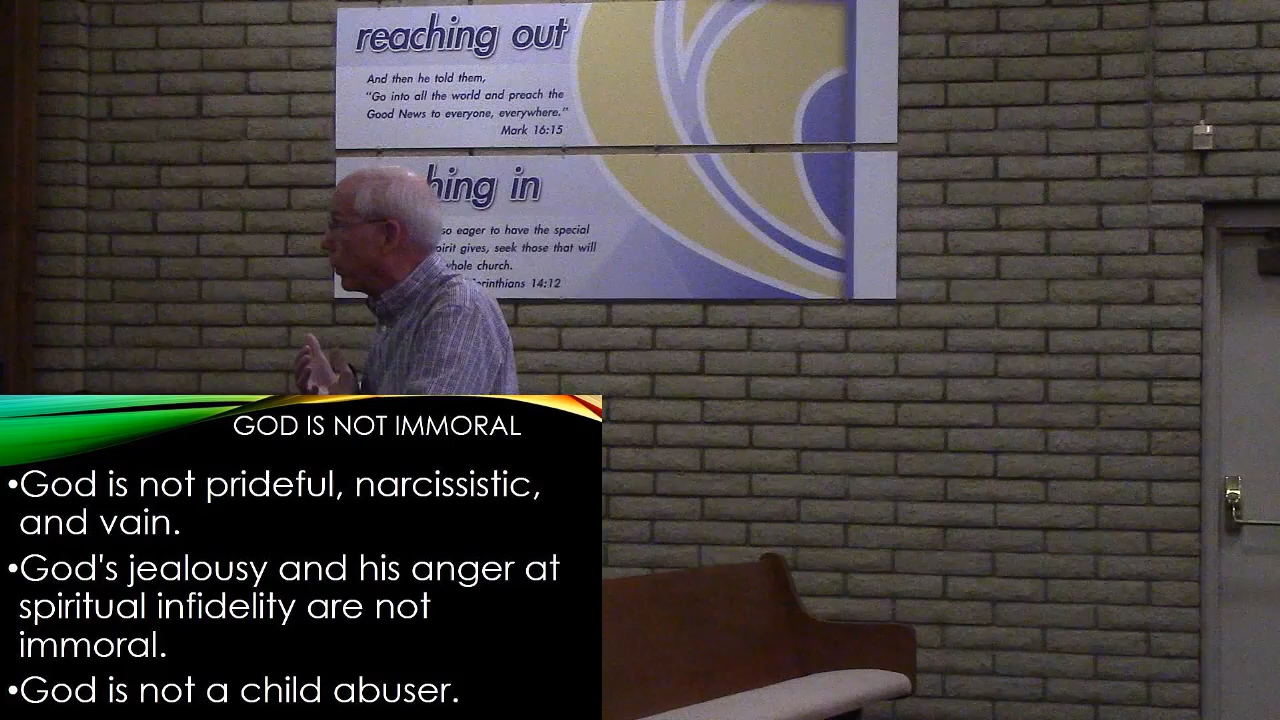 reaching out
And then he told them,
“Go into all the world and preach the
Good News to everyone, everywhere.”
Mark 16:15
hing in
so eager to have the special
pirit gives, seek those that will
whole church.
orinthians 14:12
GOD IS NOT IMMORAL
•God is not prideful, narcissistic,
and vain.
•God's jealousy and his anger at
spiritual infidelity are not
immoral.
•God is not a child abuser.